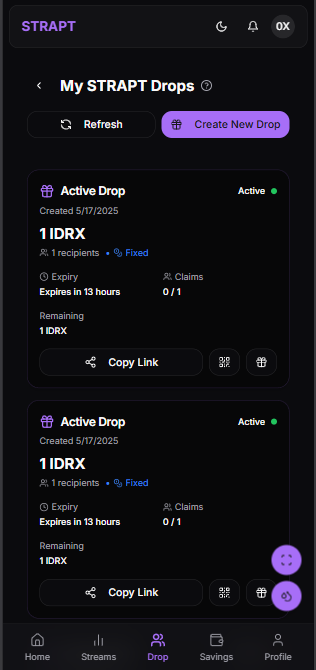 STRAPT
0X
My STRAPT Drops
Refresh
Create New Drop
Active Drop
Active
Created 5/17/2025
1 IDRX
1 recipients • Fixed
Expiry
Claims
Expires in 13 hours
0 / 1
Remaining
1 IDRX
Copy Link
Active Drop
Active
Created 5/17/2025
1 IDRX
1 recipients • Fixed
Expiry
Claims
Expires in 13 hours
0 / 1
Remaining
1 IDRX
Copy Link
Home
Streams
Drop
Savings
Profile